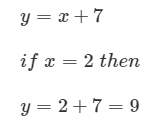 y = x + 7
if x = 2 then
y = 2 + 7 = 9